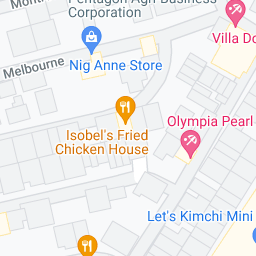 Pentagon Agri Business
Corporation
Villa Do
Melbourne
Nig Anne Store
Isobel's Fried
Chicken House
Olympia Pearl
Let's Kimchi Mini